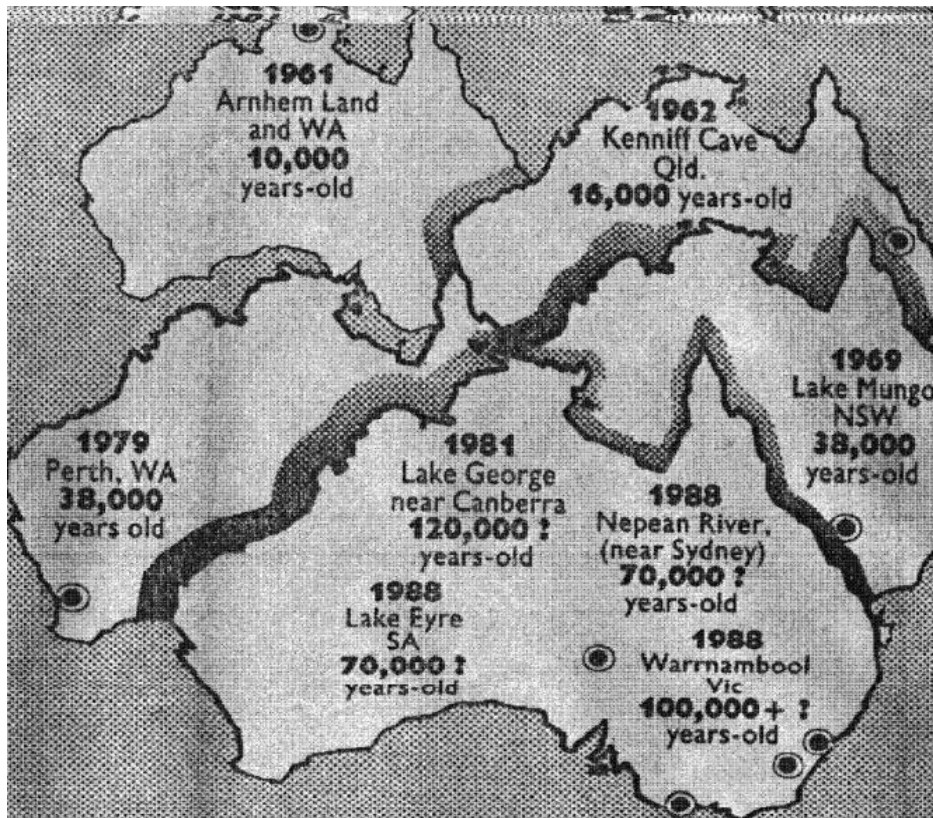 1961
Arnhem Land
and WA
10,000
years-old
1962
Kenniff Cave
Qld.
16,000 years-old
1969
Lake Mungo
NSW
38,000
years-old
1979
Perth, WA
38,000
years old
1981
Lake George
near Canberra
120,000 ?
years-old
1988
Nepean River,
(near Sydney)
70,000 ?
years-old
1988
Lake Eyre
SA
70,000 ?
years-old
1988
Warrnambool
Vic
100,000 + ?
years-old